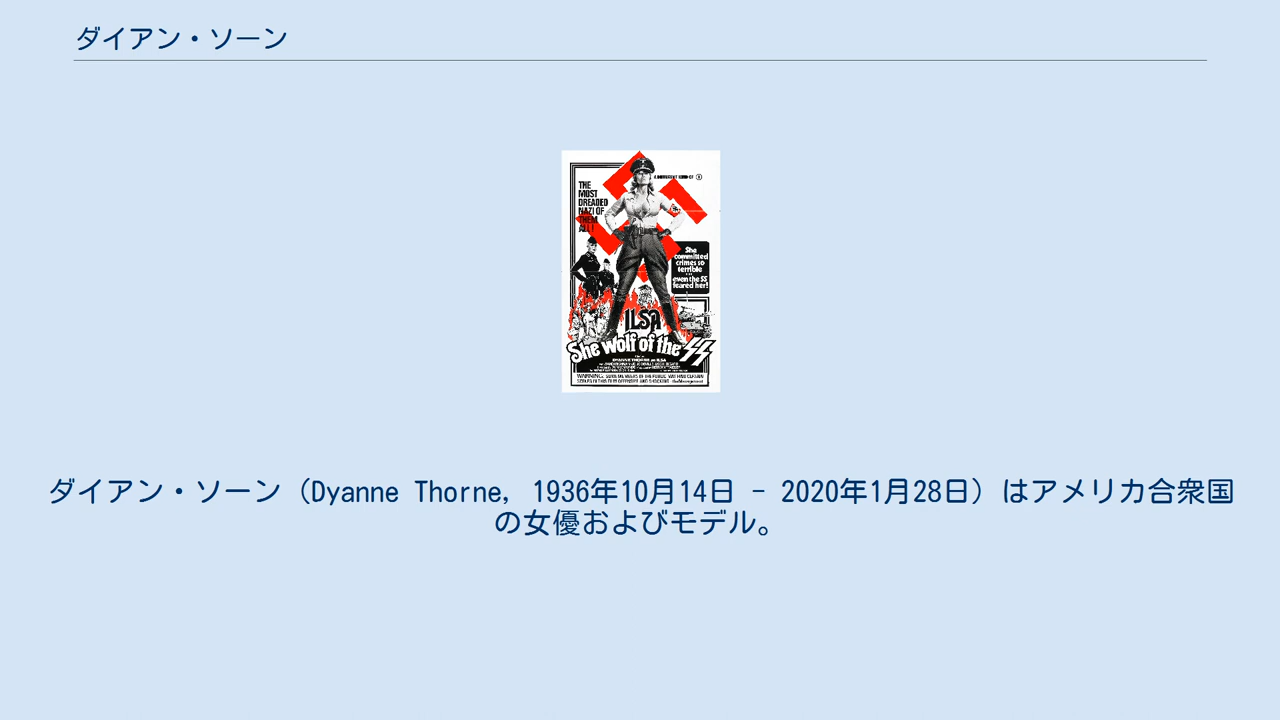 ダイアン・ソーン
THE
MOST
DREADED
NAZI OF
THEM
ALL!
She
committed
crimes so
terrible
even the SS
feared her!
ILSA
She wolf of the SS
DYANNE THORNE as ILSA
ダイアン・ソーン（Dyanne Thorne, 1936年10月14日 - 2020年1月28日）はアメリカ合衆国
の女優およびモデル。